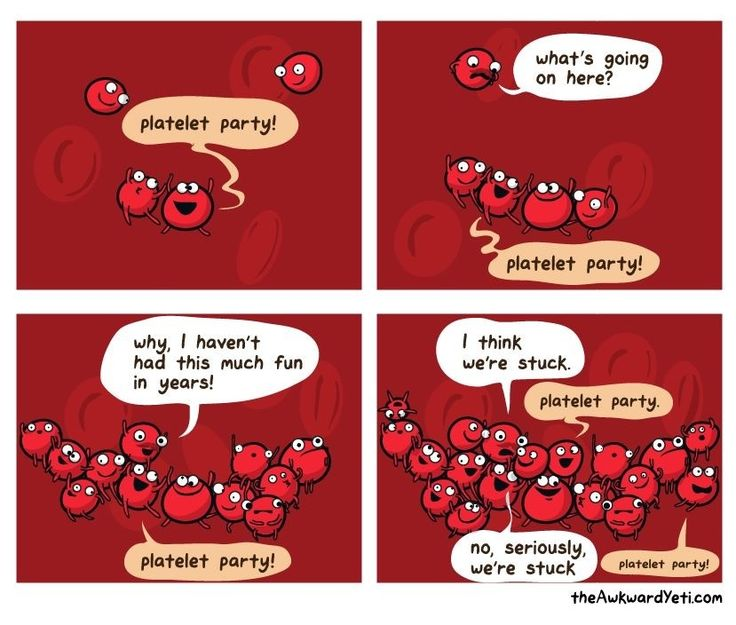 platelet party!
what's going
on here?
platelet party!
why, I haven't
had this much fun
in years!
platelet party!
I think
we're stuck.
platelet party.
no, seriously,
we're stuck
platelet party!
theAwkwardYeti.com